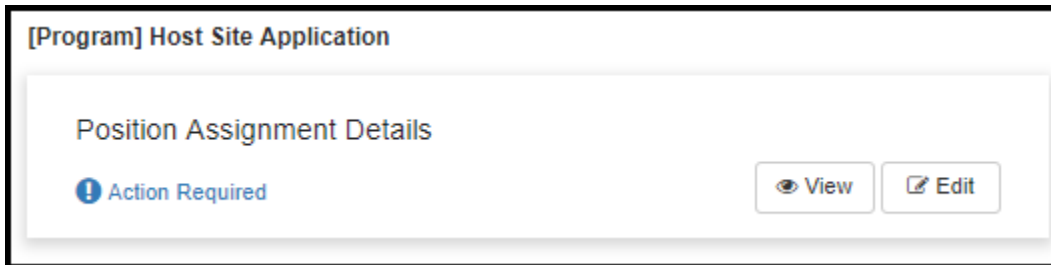 [Program] Host Site Application
Position Assignment Details
Action Required
View
Edit